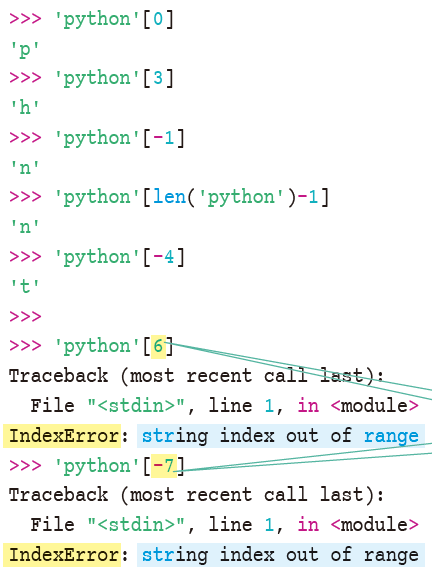 >>> 'python'[0]
'p'
>>> 'python'[3]
'h'
>>> 'python'[-1]
'n'
>>> 'python'[len('python')-1]
'n'
>>> 'python'[-4]
't'
>>>
>>> 'python'[6]
Traceback (most recent call last):
  File "<stdin>", line 1, in <module>
IndexError: string index out of range
>>> 'python'[-7]
Traceback (most recent call last):
  File "<stdin>", line 1, in <module>
IndexError: string index out of range